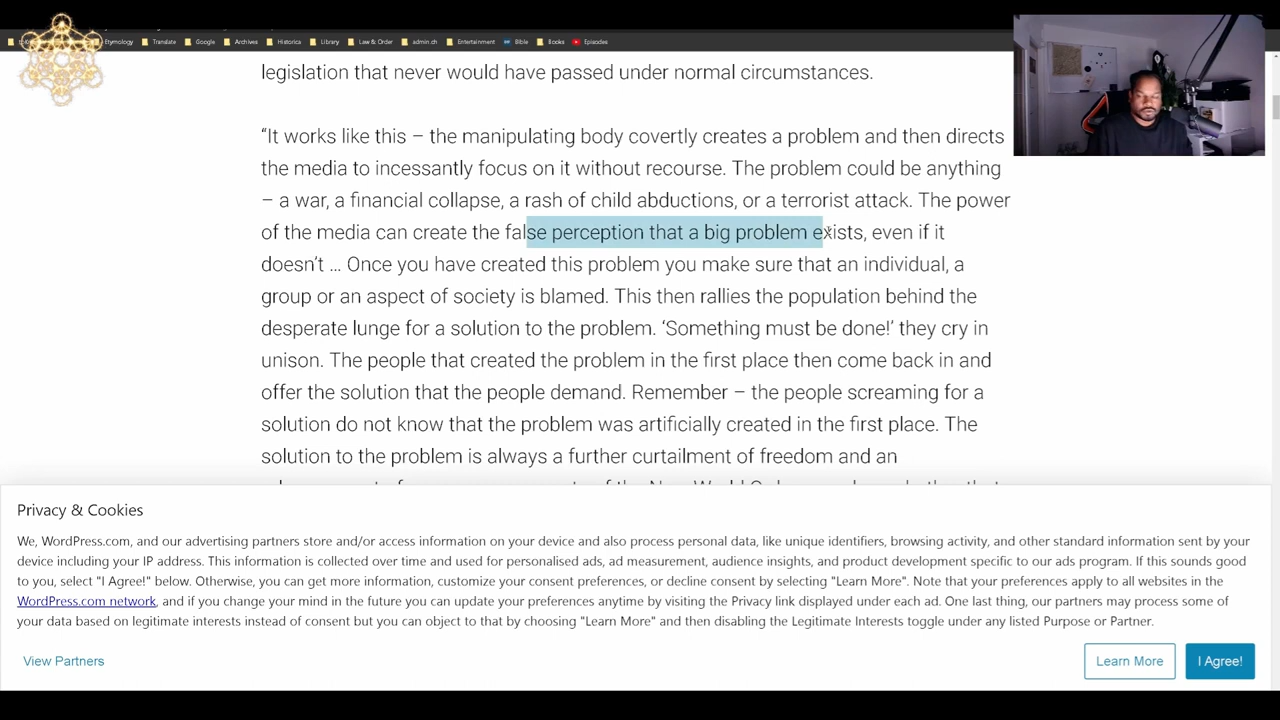 Etymology Translate Google Archives Historica Library Law & Order admin.ch Entertainment Bible Books Episodes
legislation that never would have passed under normal circumstances.
“It works like this – the manipulating body covertly creates a problem and then directs
the media to incessantly focus on it without recourse. The problem could be anything
– a war, a financial collapse, a rash of child abductions, or a terrorist attack. The power
of the media can create the false perception that a big problem exists, even if it
doesn’t ... Once you have created this problem you make sure that an individual, a
group or an aspect of society is blamed. This then rallies the population behind the
desperate lunge for a solution to the problem. ‘Something must be done!’ they cry in
unison. The people that created the problem in the first place then come back in and
offer the solution that the people demand. Remember – the people screaming for a
solution do not know that the problem was artificially created in the first place. The
solution to the problem is always a further curtailment of freedom and an
Privacy & Cookies
We, WordPress.com, and our advertising partners store and/or access information on your device and also process personal data, like unique identifiers, browsing activity, and other standard information sent by your
device including your IP address. This information is collected over time and used for personalised ads, ad measurement, audience insights, and product development specific to our ads program. If this sounds good
to you, select "I Agree!" below. Otherwise, you can get more information, customize your consent preferences, or decline consent by selecting "Learn More". Note that your preferences apply to all websites in the
WordPress.com network, and if you change your mind in the future you can update your preferences anytime by visiting the Privacy link displayed under each ad. One last thing, our partners may process some of
your data based on legitimate interests instead of consent but you can object to that by choosing "Learn More" and then disabling the Legitimate Interests toggle under any listed Purpose or Partner.
View Partners Learn More I Agree!